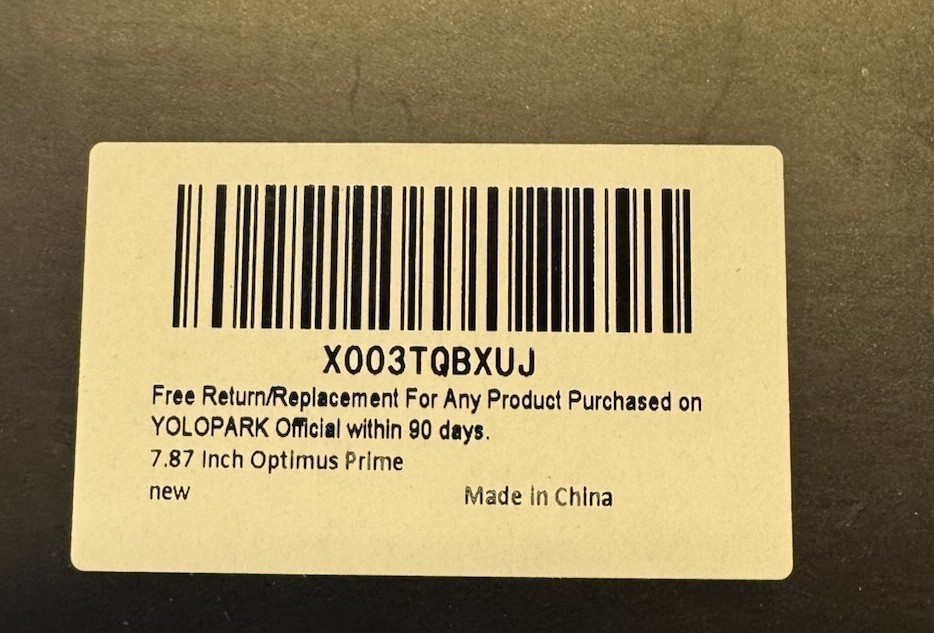 X003TQBXUJ
Free Return/Replacement For Any Product Purchased on
YOLOPARK Official within 90 days.
7.87 Inch Optimus Prime
new
Made in China